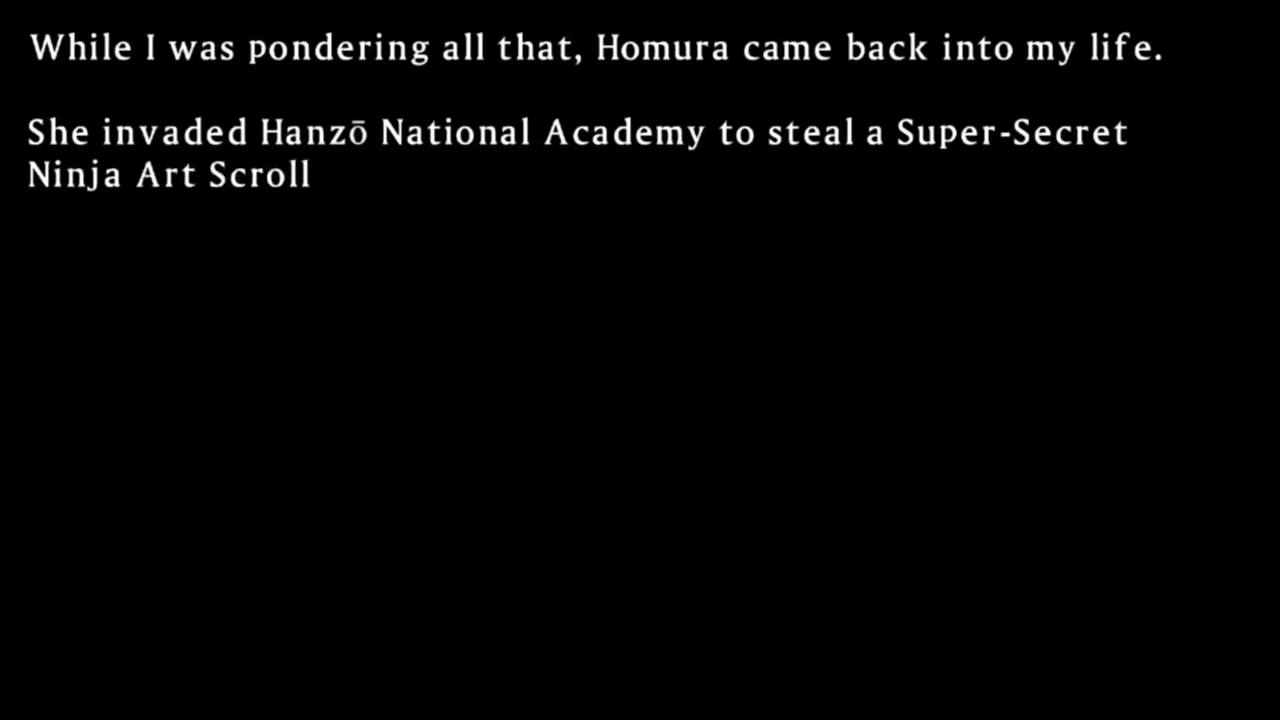 While I was pondering all that, Homura came back into my life.
She invaded Hanzō National Academy to steal a Super-Secret
Ninja Art Scroll